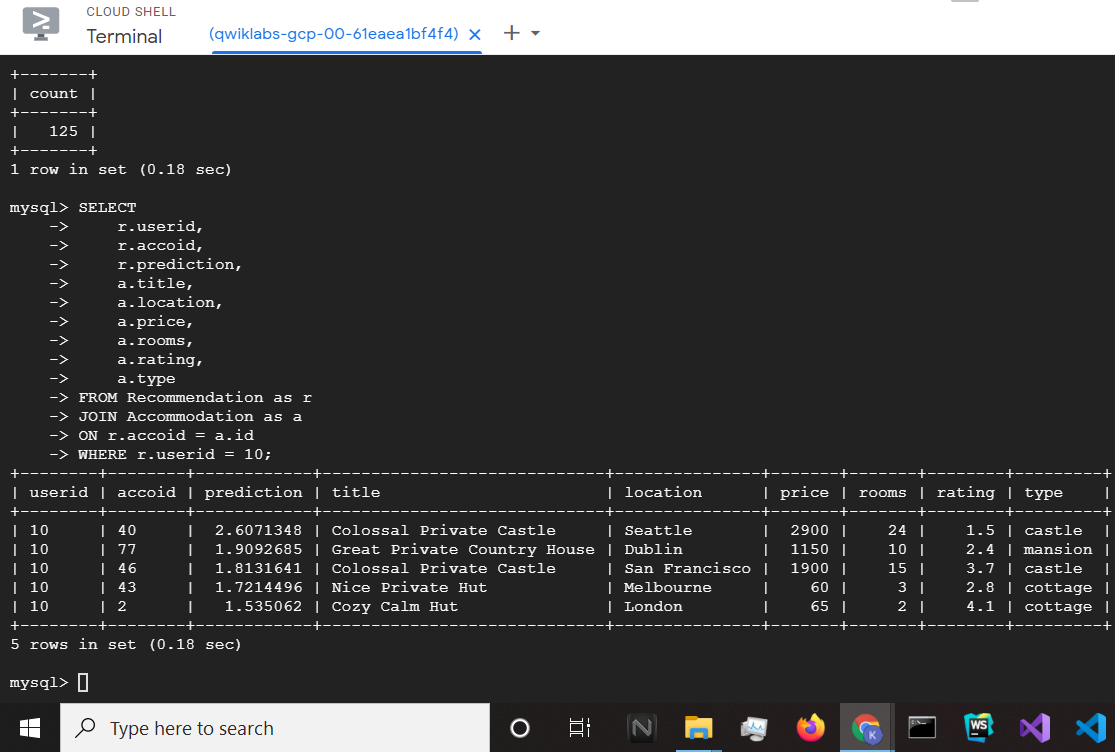 CLOUD SHELL
Terminal
(qwiklabs-gcp-00-61eaea1bf4f4)
+-------+
| count |
+-------+
|   125 |
+-------+
1 row in set (0.18 sec)
mysql> SELECT
    ->     r.userid,
    ->     r.accoid,
    ->     r.prediction,
    ->     a.title,
    ->     a.location,
    ->     a.price,
    ->     a.rooms,
    ->     a.rating,
    ->     a.type
    -> FROM Recommendation as r
    -> JOIN Accommodation as a
    -> ON r.accoid = a.id
    -> WHERE r.userid = 10;
+--------+--------+------------+-----------------------------+---------------+-------+-------+--------+---------+
| userid | accoid | prediction | title                       | location      | price | rooms | rating | type    |
+--------+--------+------------+-----------------------------+---------------+-------+-------+--------+---------+
| 10     | 40     |  2.6071348 | Colossal Private Castle     | Seattle       |  2900 |    24 |    1.5 | castle  |
| 10     | 77     |  1.9092685 | Great Private Country House | Dublin        |  1150 |    10 |    2.4 | mansion |
| 10     | 46     |  1.8131641 | Colossal Private Castle     | San Francisco |  1900 |    15 |    3.7 | castle  |
| 10     | 43     |  1.7214496 | Nice Private Hut            | Melbourne     |    60 |     3 |    2.8 | cottage |
| 10     | 2      |   1.535062 | Cozy Calm Hut               | London        |    65 |     2 |    4.1 | cottage |
+--------+--------+------------+-----------------------------+---------------+-------+-------+--------+---------+
5 rows in set (0.18 sec)
mysql>
Type here to search
N
K
WS